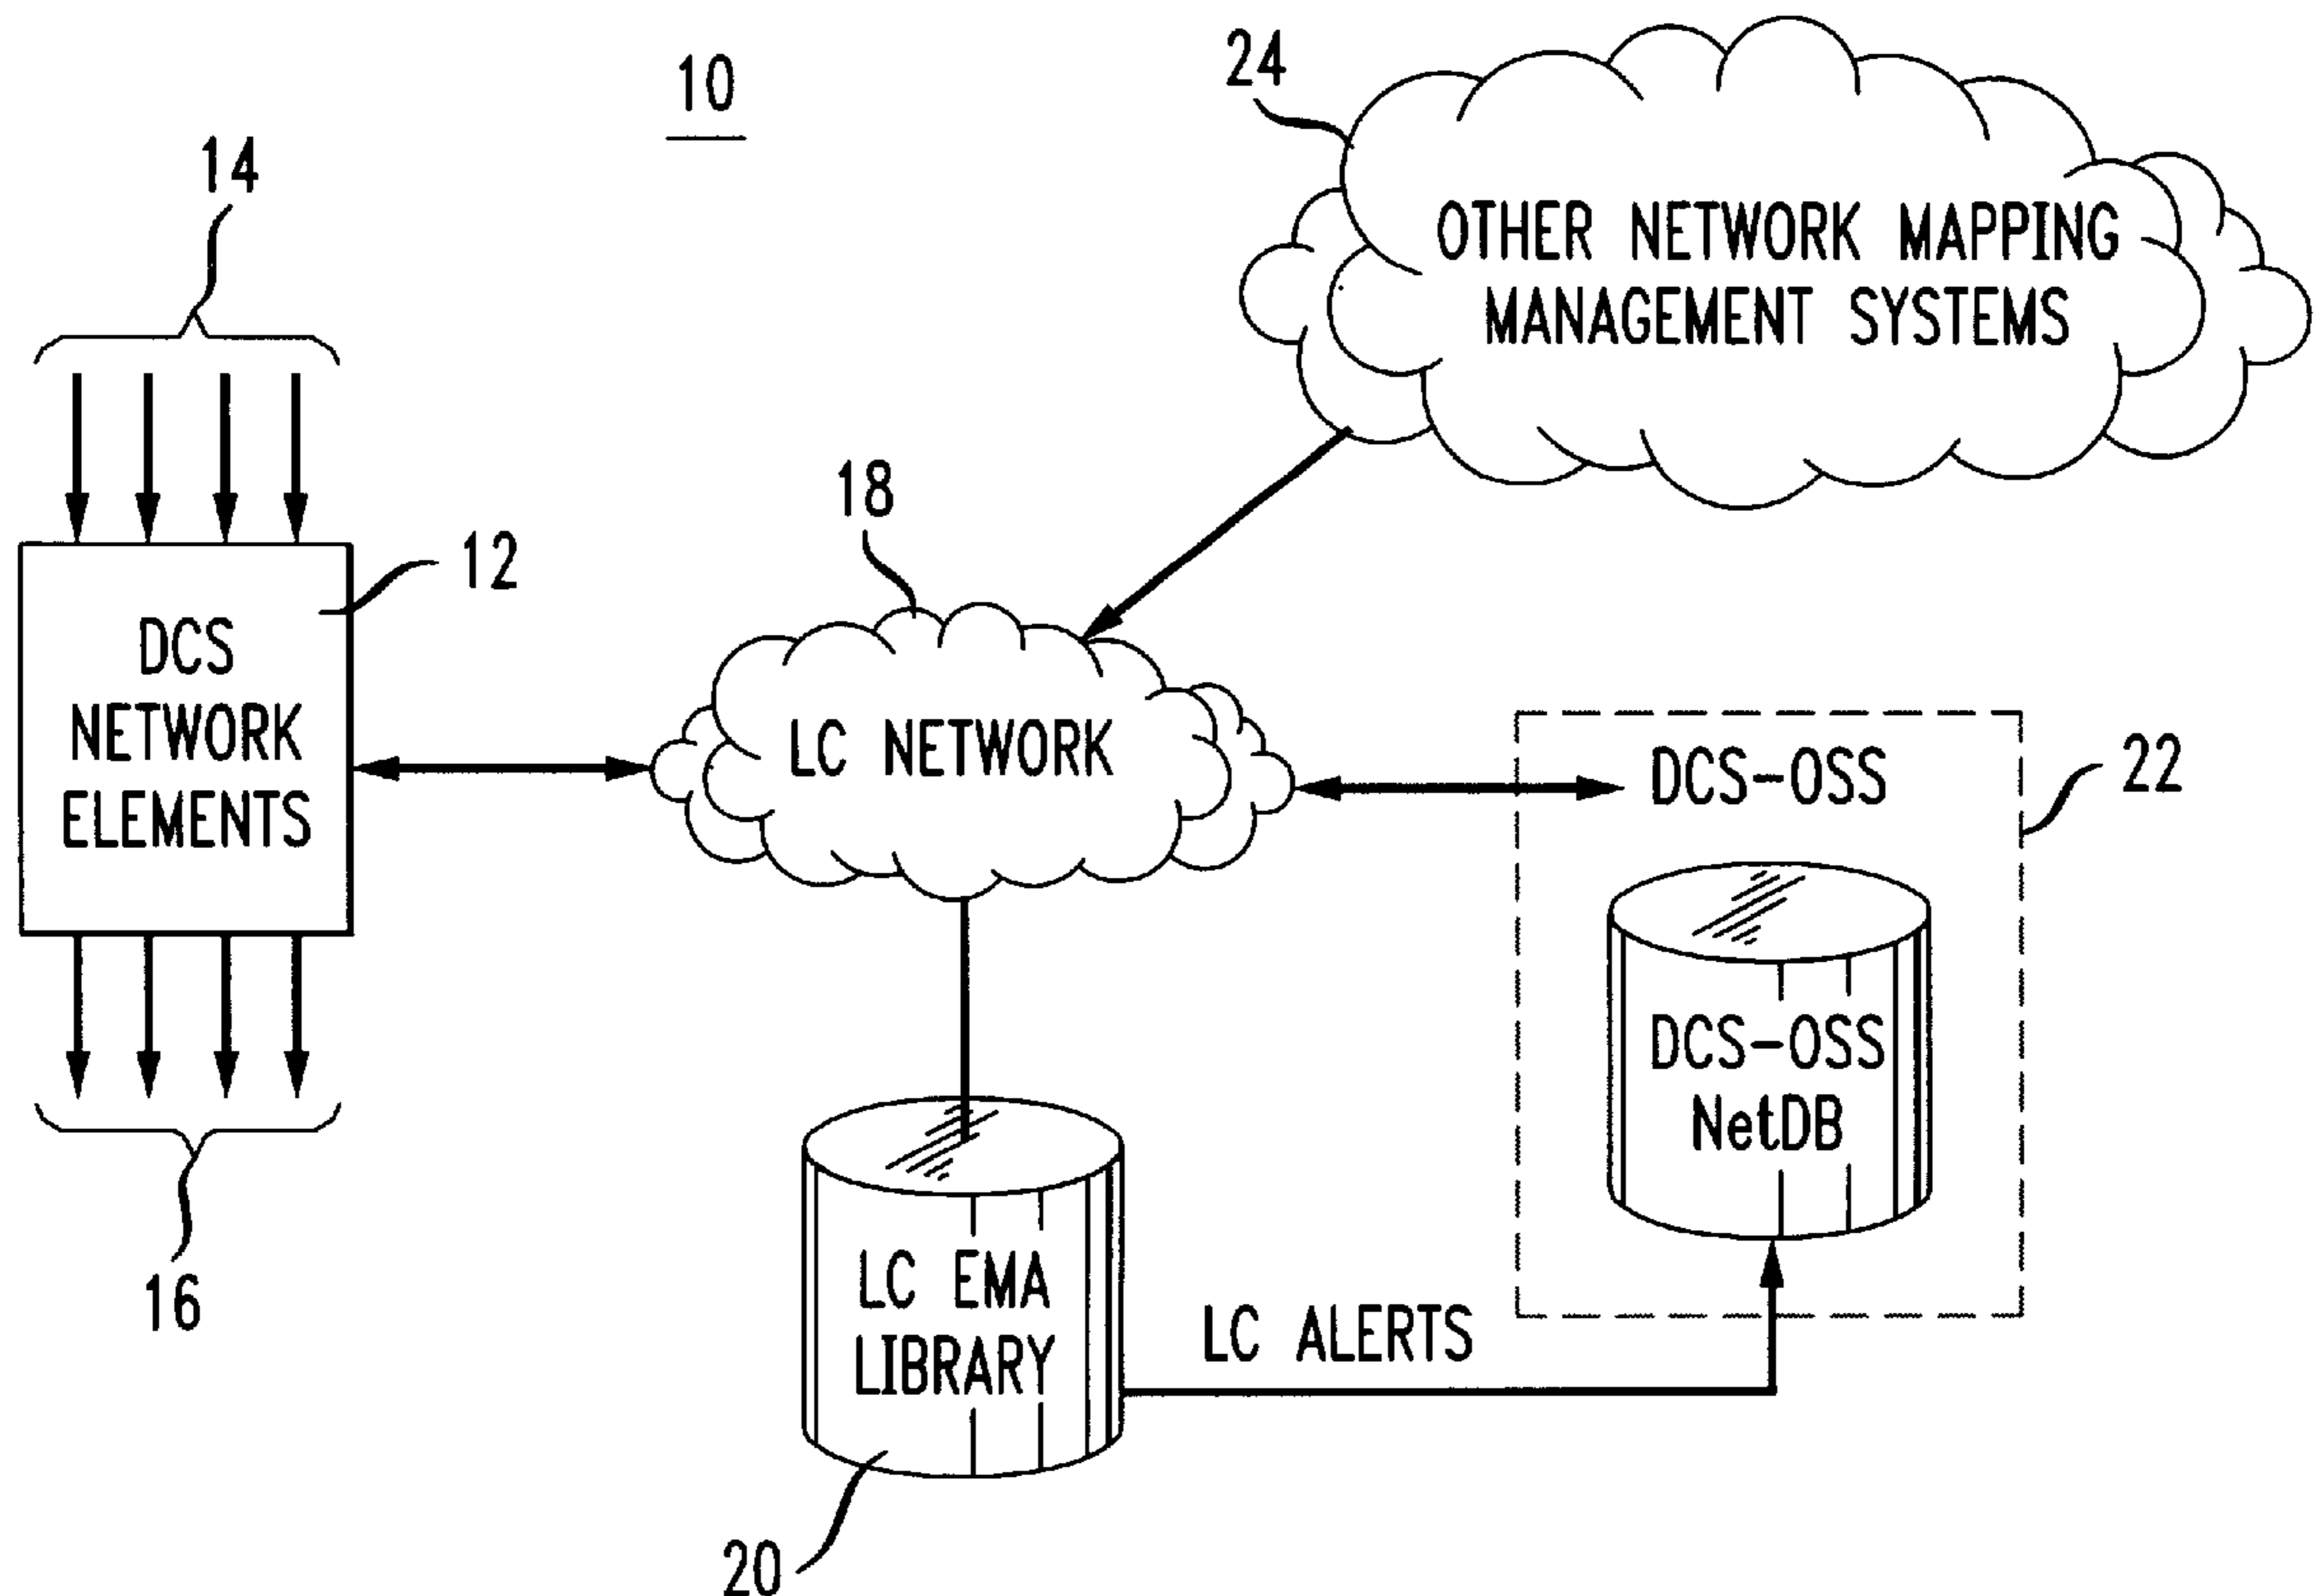 10
24
14
OTHER NETWORK MAPPING
MANAGEMENT SYSTEMS
18
12
DCS
NETWORK
ELEMENTS
LC NETWORK
DCS-OSS
22
DCS-OSS
NetDB
16
LC EMA
LIBRARY
LC ALERTS
20